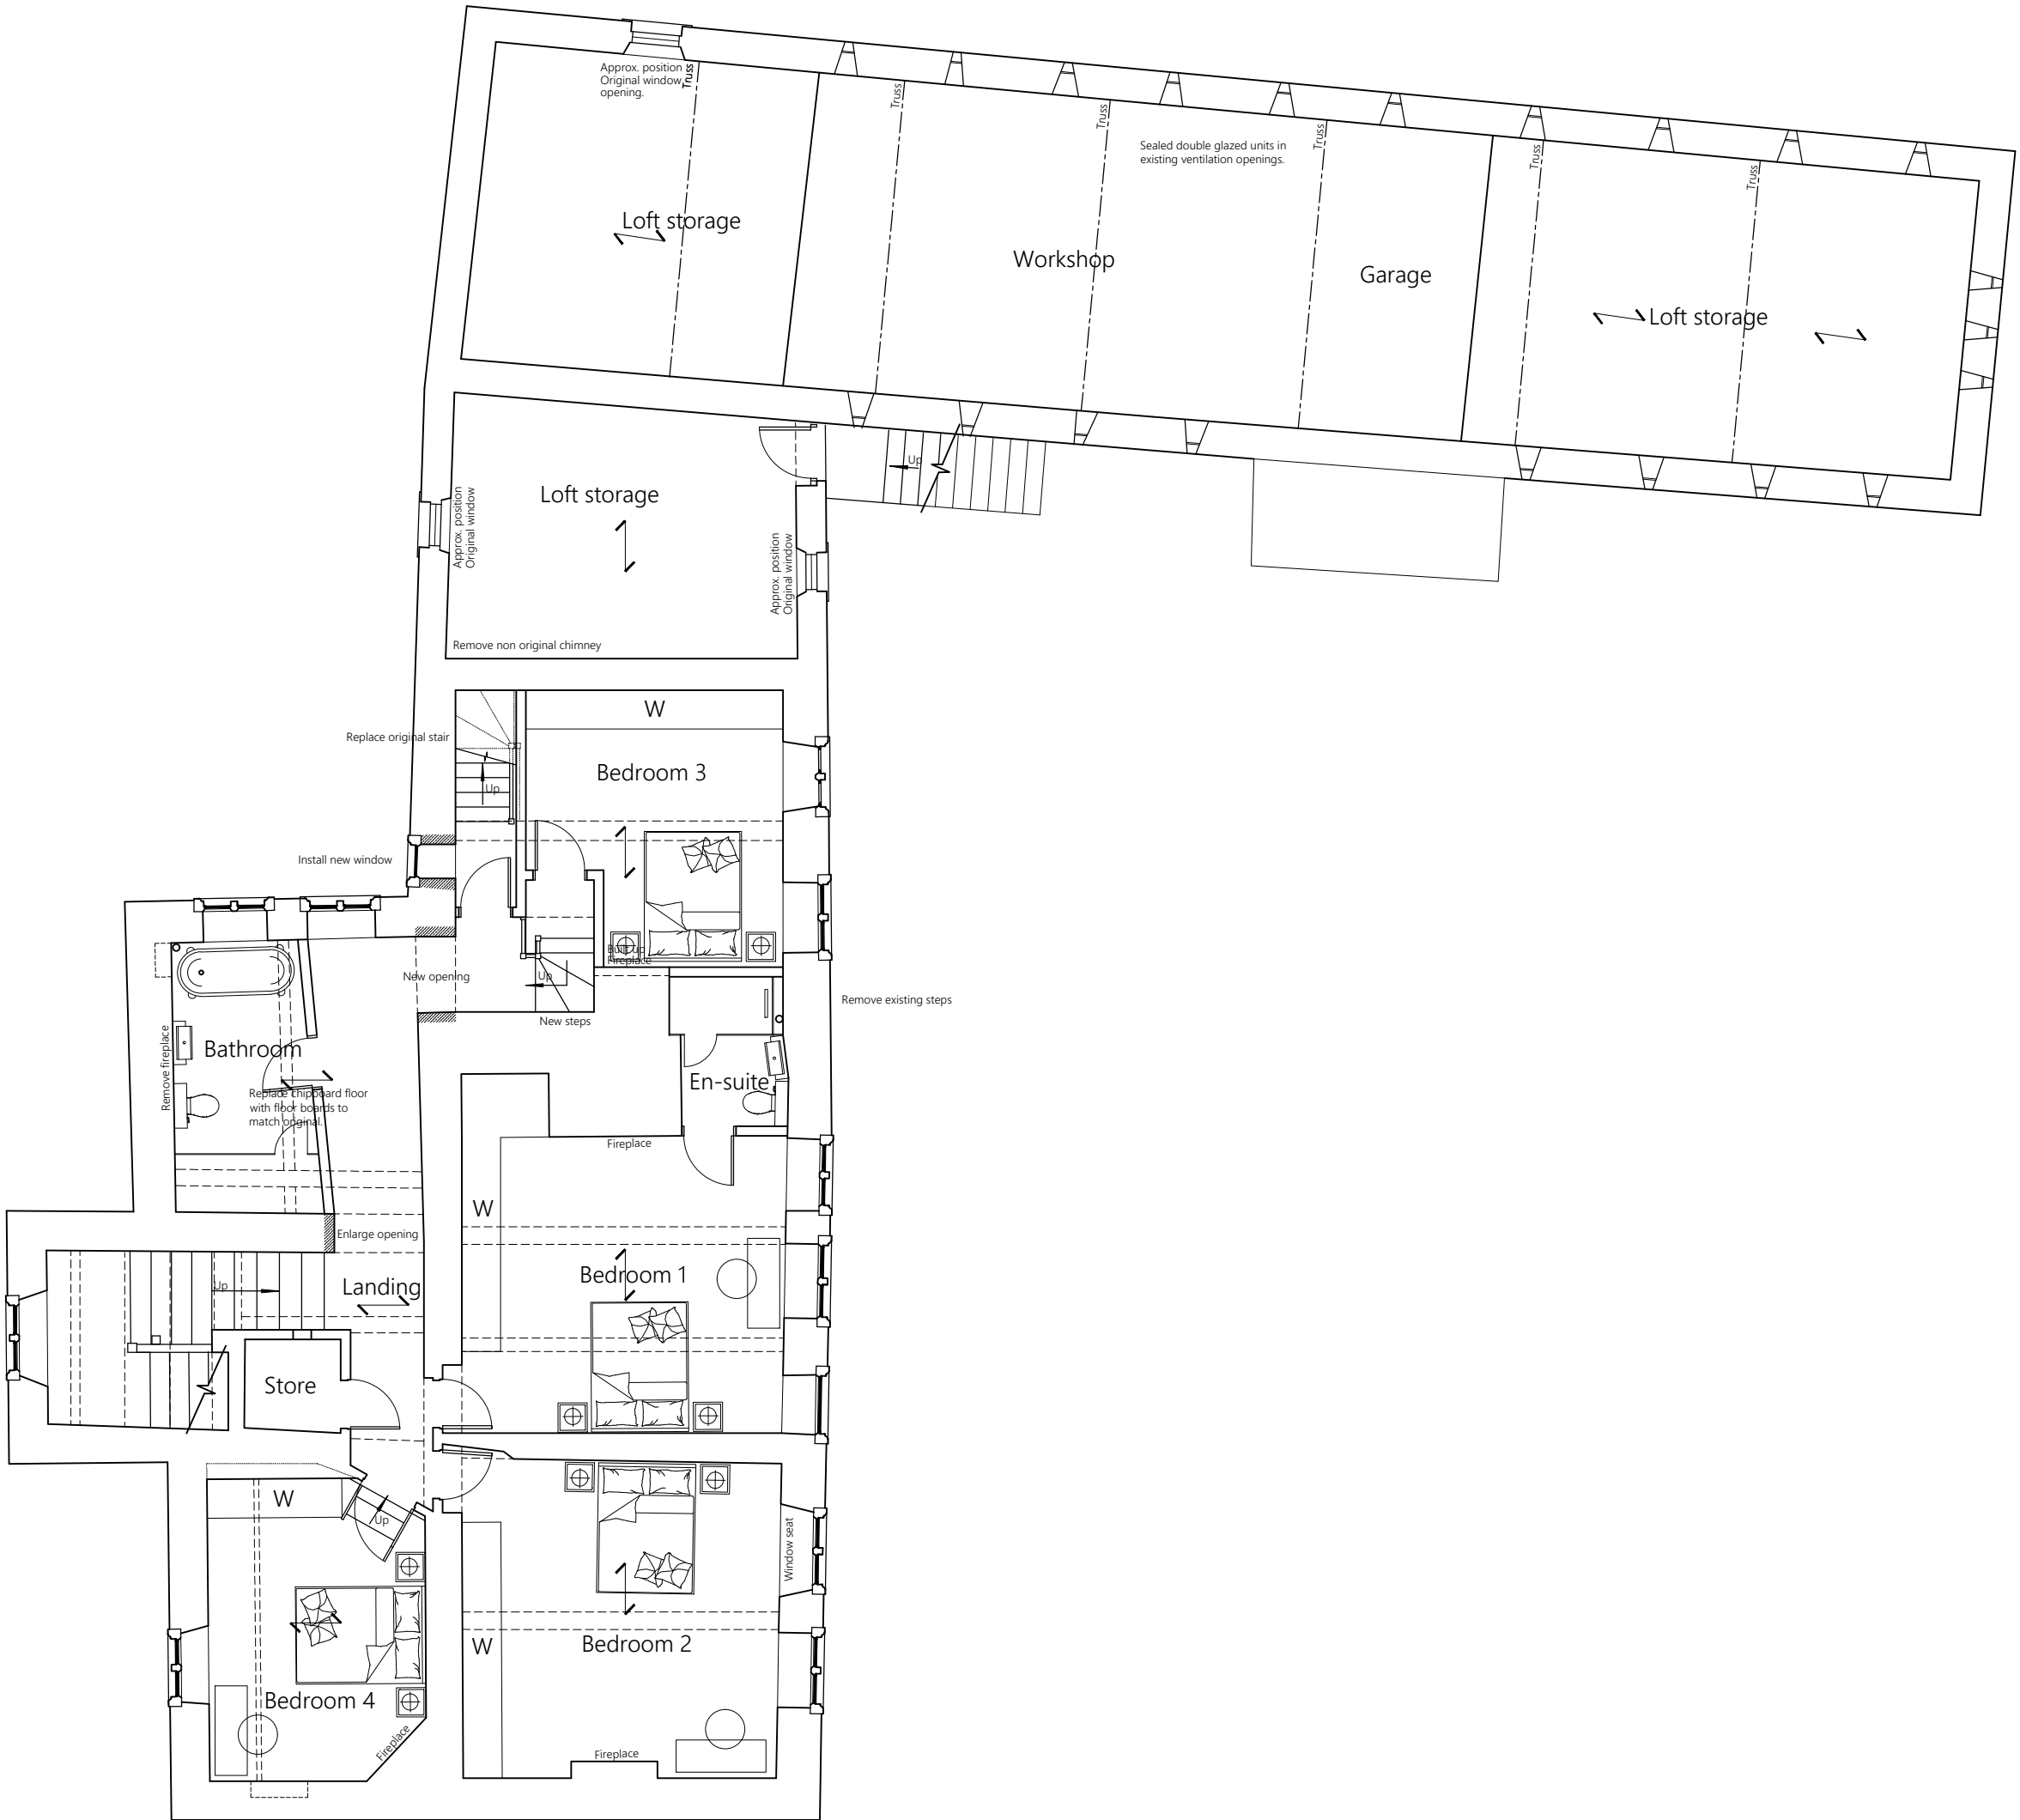 Approx. position
Original window
opening.
Truss
Truss
Truss
Truss
Truss
Truss
Sealed double glazed units in
existing ventilation openings.
Loft storage
Workshop
Garage
Loft storage
Up
Loft storage
Approx. position
Original window
Approx. position
Original window
Remove non original chimney
W
Replace original stair
Bedroom 3
Up
Install new window
Built up
Fireplace
New opening
Up
New steps
Remove existing steps
Bathroom
Remove fireplace
Replace chipboard floor
with floor boards to
match original.
En-suite
Fireplace
W
Enlarge opening
Landing
Up
Bedroom 1
Store
W
Up
Window seat
W
Bedroom 2
Bedroom 4
Fireplace
Fireplace